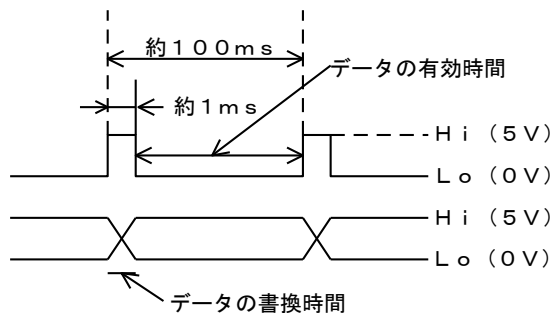 約１００ｍｓ
データの有効時間
約１ｍｓ
Ｈｉ（５Ｖ）
Ｌｏ（０Ｖ）
Ｈｉ（５Ｖ）
Ｌｏ（０Ｖ）
データの書換時間